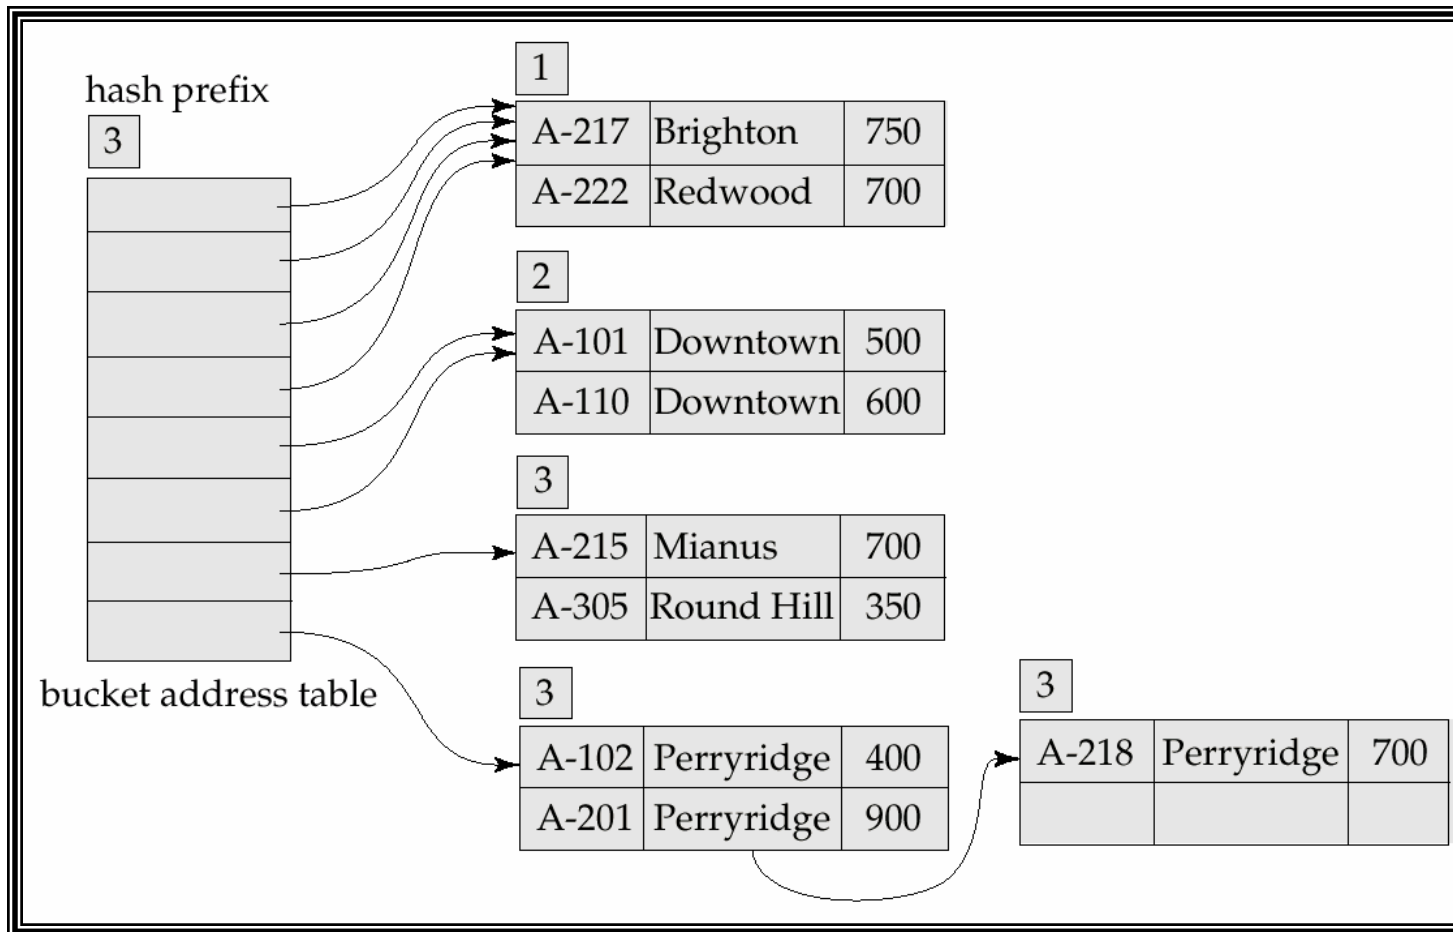 hash prefix
3
bucket address table
1
A-217 Brighton 750
A-222 Redwood 700
2
A-101 Downtown 500
A-110 Downtown 600
3
A-215 Mianus 700
A-305 Round Hill 350
3
A-102 Perryridge 400
A-201 Perryridge 900
3
A-218 Perryridge 700